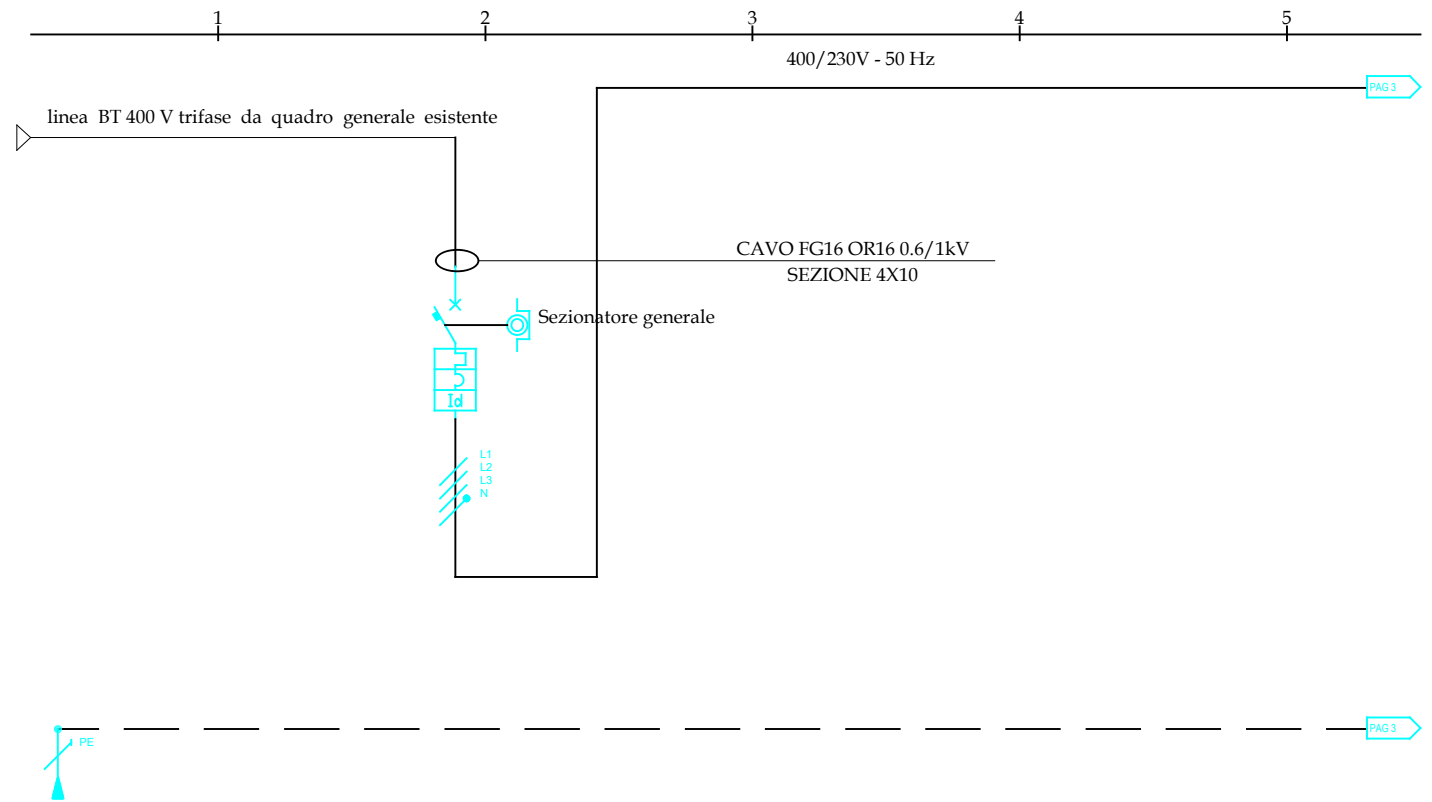 1 2 3 4 5
400/230V - 50 Hz
PAG 3
linea BT 400 V trifase da quadro generale esistente
CAVO FG16 OR16 0.6/1kV
SEZIONE 4X10
Sezionatore generale
Id
L1
L2
L3
N
PAG 3
PE